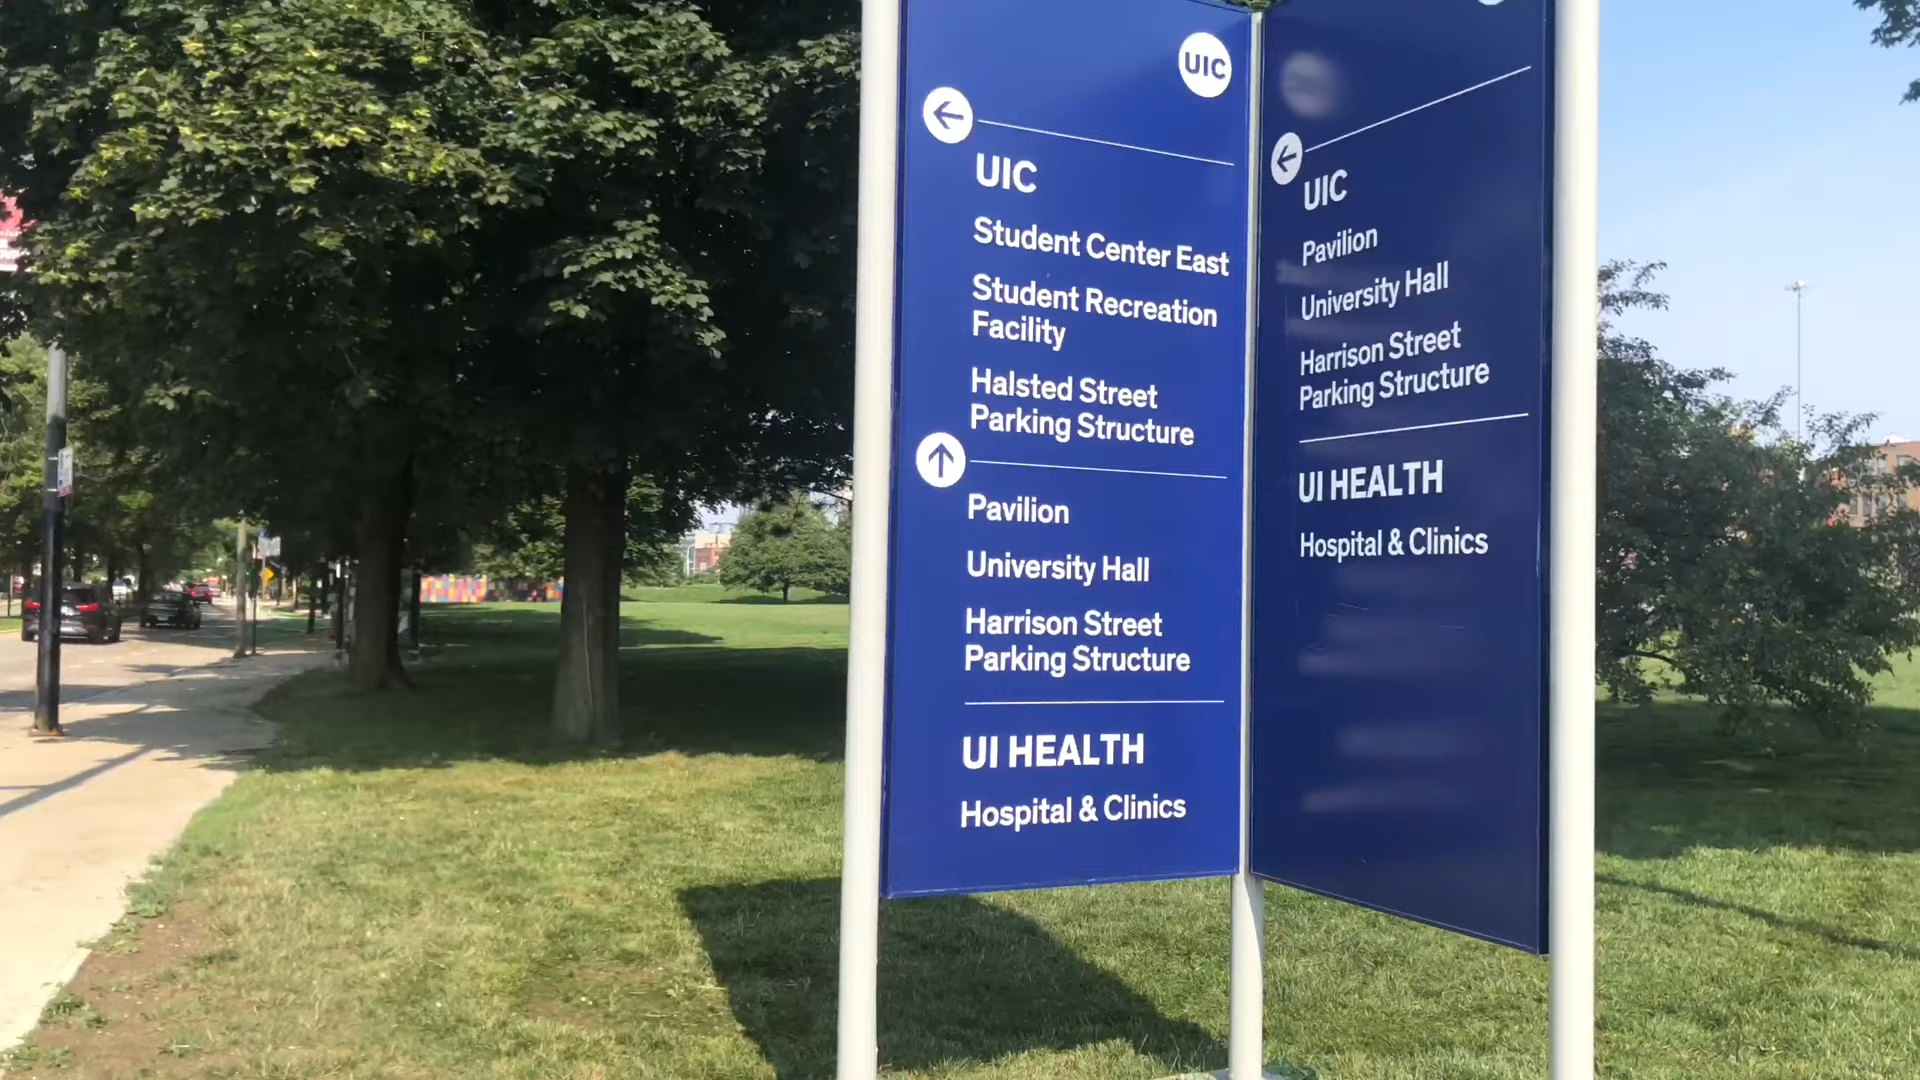 UIC
UIC
Student Center East
Student Recreation
Facility
Halsted Street
Parking Structure
Pavilion
University Hall
Harrison Street
Parking Structure
UI HEALTH
Hospital & Clinics
UIC
Pavilion
University Hall
Harrison Street
Parking Structure
UI HEALTH
Hospital & Clinics